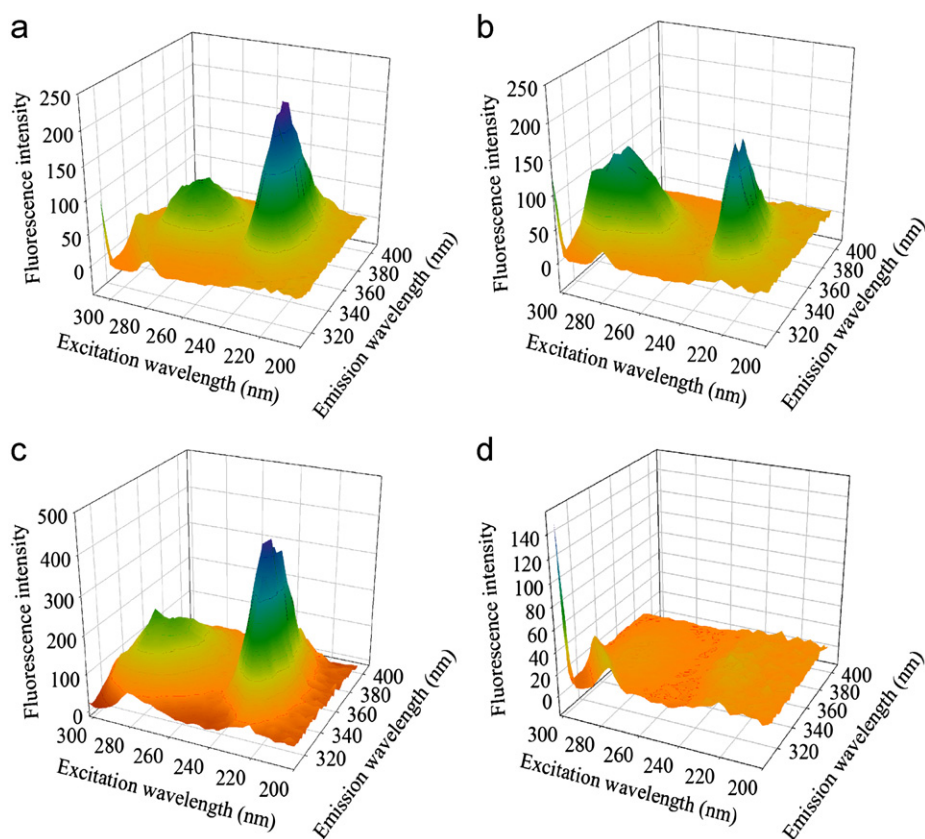 a
Fluorescence intensity
250
200
150
100
50
0
300 280 260 240 220 200
Excitation wavelength (nm)
320 340 360 380 400
Emission wavelength (nm)
b
Fluorescence intensity
250
200
150
100
50
0
300 280 260 240 220 200
Excitation wavelength (nm)
320 340 360 380 400
Emission wavelength (nm)
c
Fluorescence intensity
500
400
300
200
100
0
300 280 260 240 220 200
Excitation wavelength (nm)
320 340 360 380 400
Emission wavelength (nm)
d
Fluorescence intensity
140
120
100
80
60
40
20
0
300 280 260 240 220 200
Excitation wavelength (nm)
320 340 360 380 400
Emission wavelength (nm)